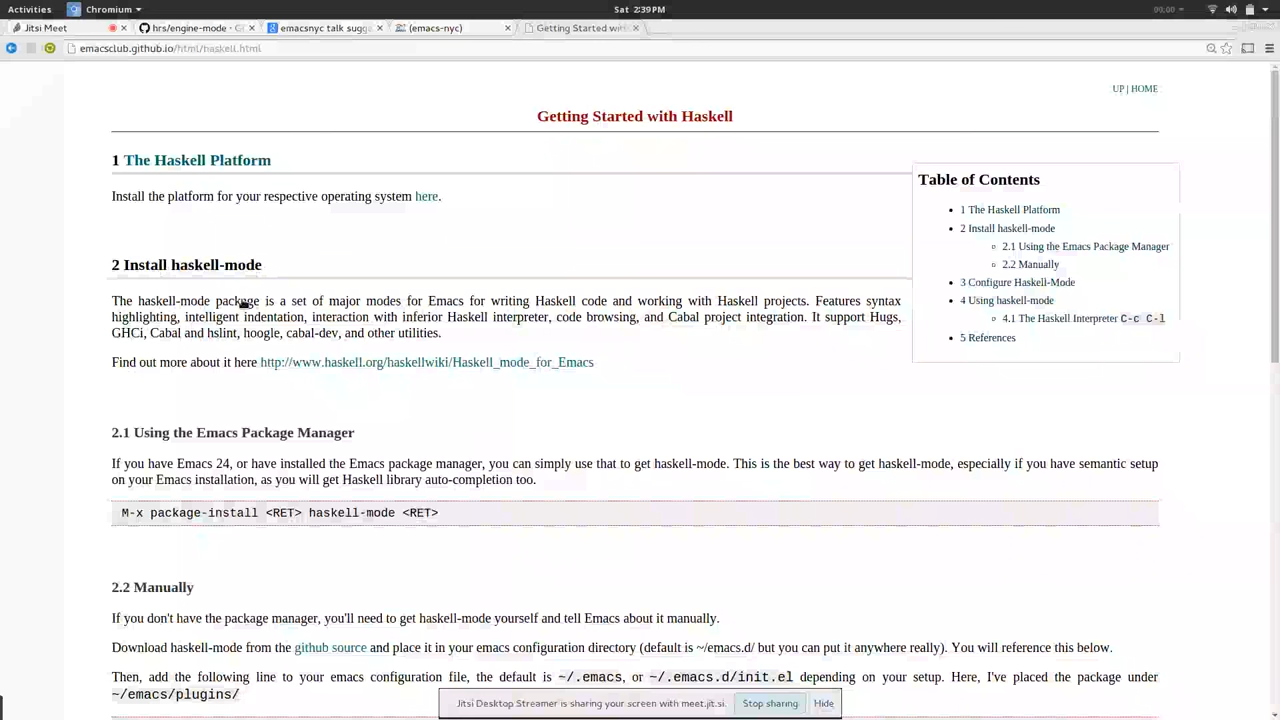 Activities Chromium Sat 2:39PM 00:00
Jitsi Meet hrs/engine-mode · G emacsnyc talk sugge (emacs-nyc) Getting Started with
emacsclub.github.io/html/haskell.html
UP | HOME
Getting Started with Haskell
1 The Haskell Platform
Install the platform for your respective operating system here.
Table of Contents
1 The Haskell Platform
2 Install haskell-mode
2.1 Using the Emacs Package Manager
2.2 Manually
3 Configure Haskell-Mode
4 Using haskell-mode
4.1 The Haskell Interpreter C-c C-l
5 References
2 Install haskell-mode
The haskell-mode package is a set of major modes for Emacs for writing Haskell code and working with Haskell projects. Features syntax
highlighting, intelligent indentation, interaction with inferior Haskell interpreter, code browsing, and Cabal project integration. It support Hugs,
GHCi, Cabal and hslint, hoogle, cabal-dev, and other utilities.
Find out more about it here http://www.haskell.org/haskellwiki/Haskell_mode_for_Emacs
2.1 Using the Emacs Package Manager
If you have Emacs 24, or have installed the Emacs package manager, you can simply use that to get haskell-mode. This is the best way to get haskell-mode, especially if you have semantic setup
on your Emacs installation, as you will get Haskell library auto-completion too.
M-x package-install <RET> haskell-mode <RET>
2.2 Manually
If you don't have the package manager, you'll need to get haskell-mode yourself and tell Emacs about it manually.
Download haskell-mode from the github source and place it in your emacs configuration directory (default is ~/emacs.d/ but you can put it anywhere really). You will reference this below.
Then, add the following line to your emacs configuration file, the default is ~/.emacs, or ~/.emacs.d/init.el depending on your setup. Here, I've placed the package under
~/emacs/plugins/
Jitsi Desktop Streamer is sharing your screen with meet.jit.si. Stop sharing Hide